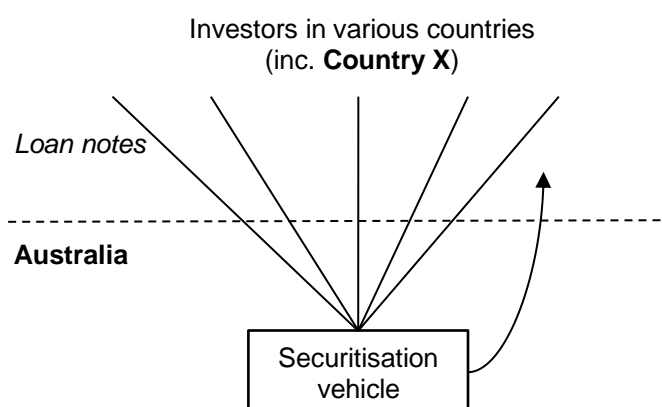 Investors in various countries
(inc. Country X)
Loan notes
Australia
Securitisation
vehicle